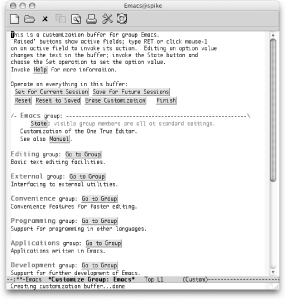 Emacs@spike
This is a customization buffer for group Emacs.
`Raised' buttons show active fields; type RET or click mouse-1
on an active field to invoke its action.  Editing an option value
changes the text in the buffer; invoke the State button and
choose the Set operation to set the option value.
Invoke Help for more information.
Operate on everything in this buffer:
Set for Current Session  Save for Future Sessions
Reset  Reset to Saved  Erase Customization  Finish
/- Emacs group: ---------------------------------------------------\
State: visible group members are all at standard settings.
Customization of the One True Editor.
See also Manual.
Editing group: Go to Group
Basic text editing facilities.
External group: Go to Group
Interfacing to external utilities.
Convenience group: Go to Group
Convenience features for faster editing.
Programming group: Go to Group
Support for programming in other languages.
Applications group: Go to Group
Applications written in Emacs.
Development group: Go to Group
Support for further development of Emacs.
--:**-Emacs  *Customize Group: Emacs*   Top L1     (Custom)-------------------
Creating customization buffer...done